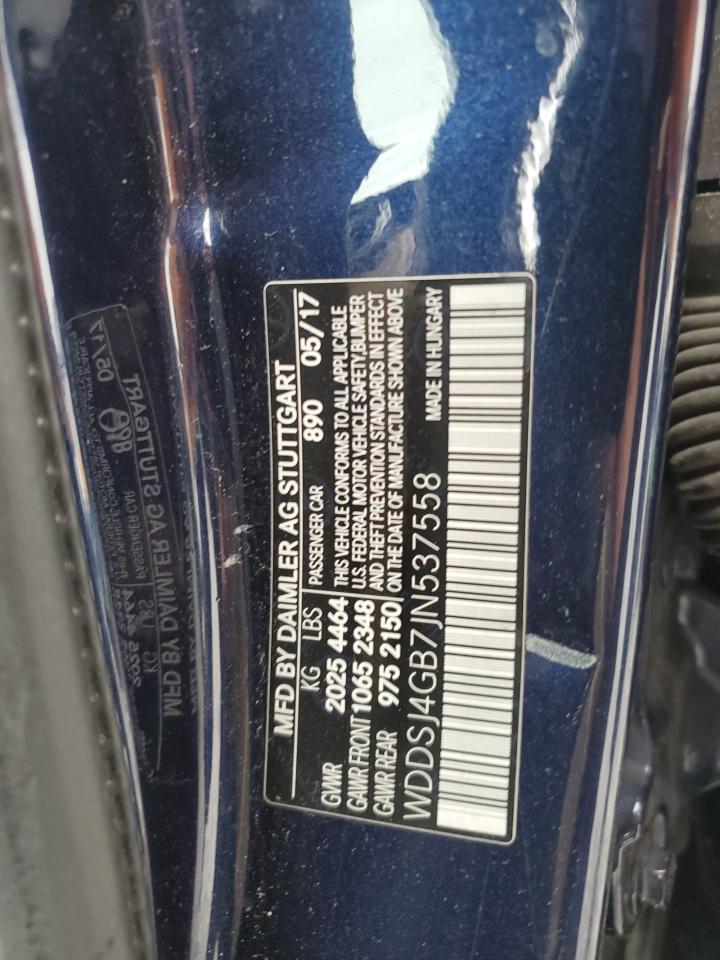 MFD BY DAIMLER AG STUTTGART
KG LBS PASSENGER CAR 890 05/17
GVWR 2025 4464 THIS VEHICLE CONFORMS TO ALL APPLICABLE
GAWR FRONT 1065 2348 U.S. FEDERAL MOTOR VEHICLE SAFETY, BUMPER
GAWR REAR 975 2150 AND THEFT PREVENTION STANDARDS IN EFFECT
ON THE DATE OF MANUFACTURE SHOWN ABOVE
WDDSJ4GB7JN537558 MADE IN HUNGARY